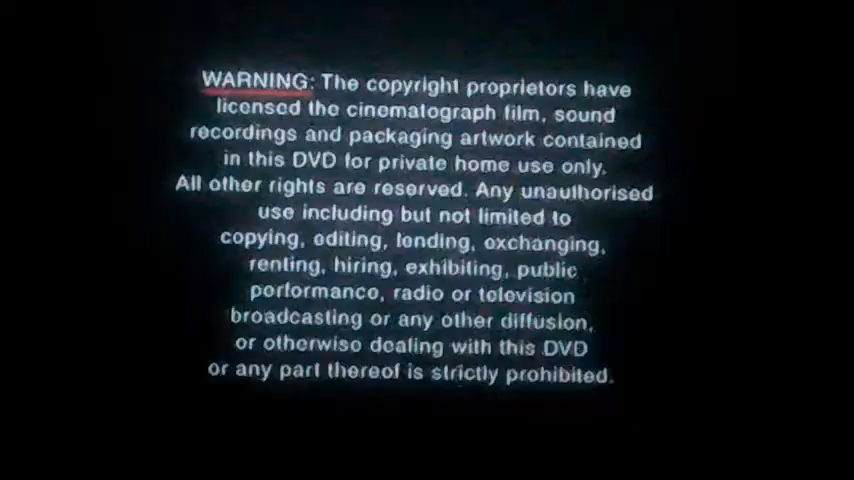 WARNING: The copyright proprietors have
licensed the cinematograph film, sound
recordings and packaging artwork contained
in this DVD for private home use only.
All other rights are reserved. Any unauthorised
use including but not limited to
copying, editing, lending, exchanging,
renting, hiring, exhibiting, public
performance, radio or television
broadcasting or any other diffusion,
or otherwise dealing with this DVD
or any part thereof is strictly prohibited.